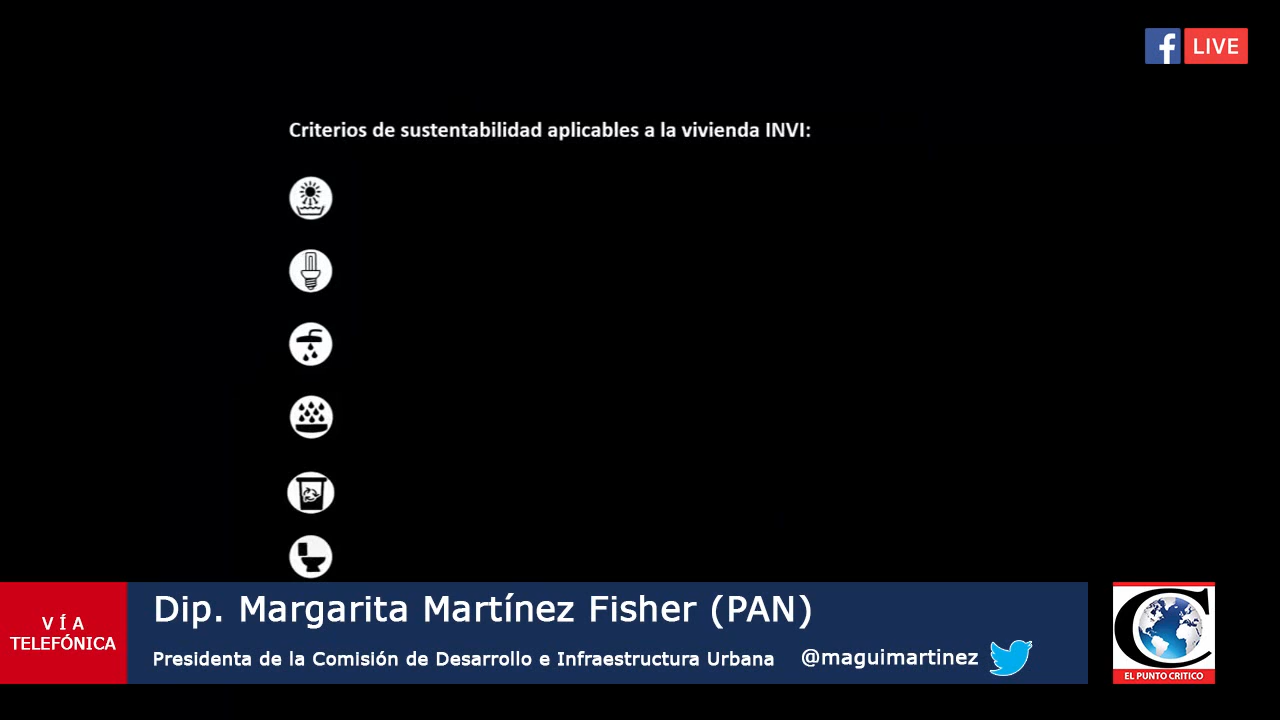 LIVE
Criterios de sustentabilidad aplicables a la vivienda INVI:
VÍA
TELEFÓNICA
Dip. Margarita Martínez Fisher (PAN)
Presidenta de la Comisión de Desarrollo e Infraestructura Urbana @maguimartinez
EL PUNTO CRITICO